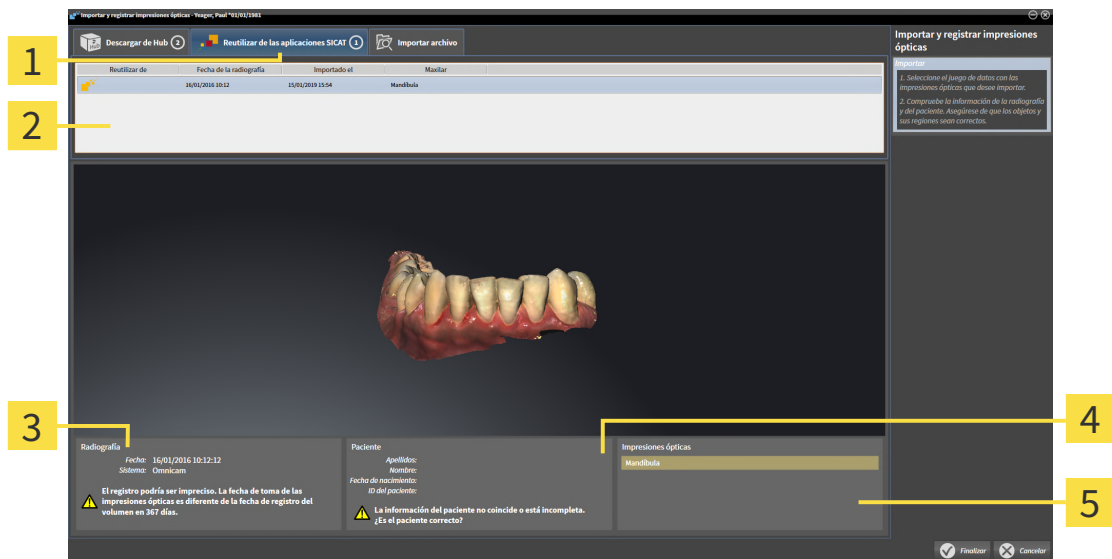 Importar y registrar impresiones ópticas - Yeager, Paul *01/01/1981
Descargar de Hub 2
Reutilizar de las aplicaciones SICAT 1
Importar archivo
Reutilizar de Fecha de la radiografía Importado el Maxilar
16/01/2016 10:12 15/01/2019 15:54 Mandíbula
Importar y registrar impresiones
ópticas
Importar
1. Seleccione el juego de datos con las
impresiones ópticas que desee importar.
2. Compruebe la información de la radiografía
y del paciente. Asegúrese de que los objetos y
sus regiones sean correctos.
1
2
3
4
5
Radiografía
Fecha: 16/01/2016 10:12:12
Sistema: Omnicam
El registro podría ser impreciso. La fecha de toma de las
impresiones ópticas es diferente de la fecha de registro del
volumen en 367 días.
Paciente
Apellidos:
Nombre:
Fecha de nacimiento:
ID del paciente:
La información del paciente no coincide o está incompleta.
¿Es el paciente correcto?
Impresiones ópticas
Mandíbula
Finalizar
Cancelar